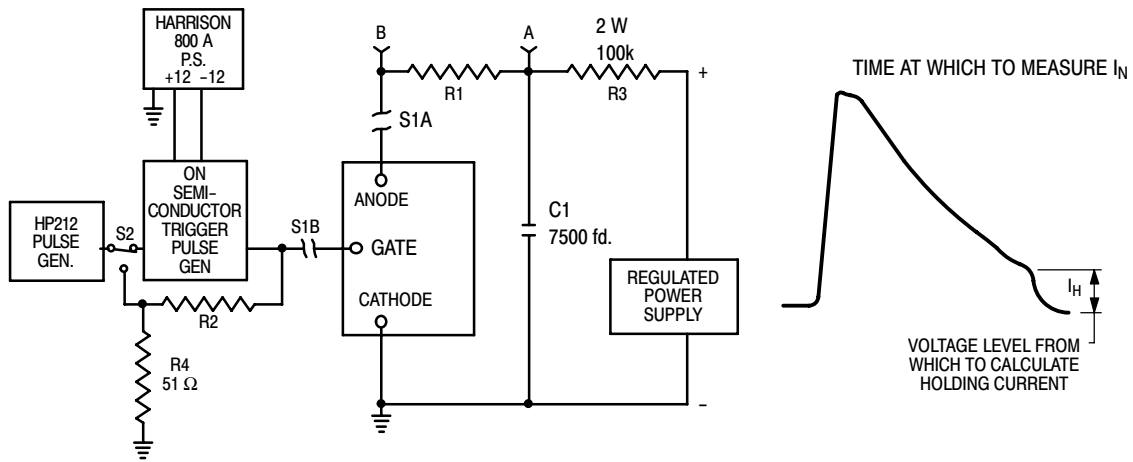 HARRISON
800 A
P.S.
+12 -12
ON
SEMI-
CONDUCTOR
TRIGGER
PULSE
GEN
HP212
PULSE
GEN.
S2
R2
R4
51 Ω
S1B
B
A
R1
2 W
100k
R3
+
S1A
ANODE
GATE
CATHODE
C1
7500 fd.
REGULATED
POWER
SUPPLY
−
TIME AT WHICH TO MEASURE IN
IH
VOLTAGE LEVEL FROM
WHICH TO CALCULATE
HOLDING CURRENT